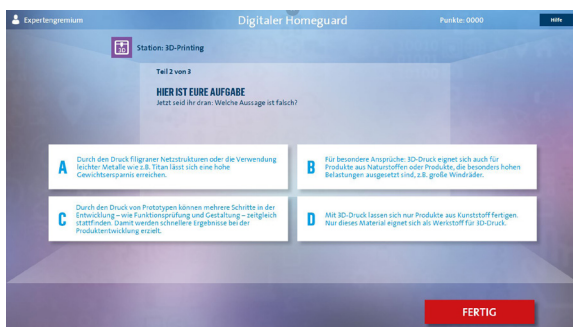 Expertengremium
Digitaler Homeguard
Punkte: 0000
Hilfe
3D
Station: 3D-Printing
Teil 2 von 3
HIER IST EURE AUFGABE
Jetzt seid ihr dran: Welche Aussage ist falsch?
A
Durch den Druck filigraner Netzstrukturen oder die Verwendung
leichter Metalle wie z.B. Titan lässt sich eine hohe
Gewichtsersparnis erreichen.
B
Für besondere Ansprüche: 3D-Druck eignet sich auch für
Produkte aus Naturstoffen oder Produkte, die besonders hohen
Belastungen ausgesetzt sind, z.B. große Windräder.
C
Durch den Druck von Prototypen können mehrere Schritte in der
Entwicklung – wie Funktionsprüfung und Gestaltung – zeitgleich
stattfinden. Damit werden schnellere Ergebnisse bei der
Produktentwicklung erzielt.
D
Mit 3D-Druck lassen sich nur Produkte aus Kunststoff fertigen.
Nur dieses Material eignet sich als Werkstoff für 3D-Druck.
FERTIG